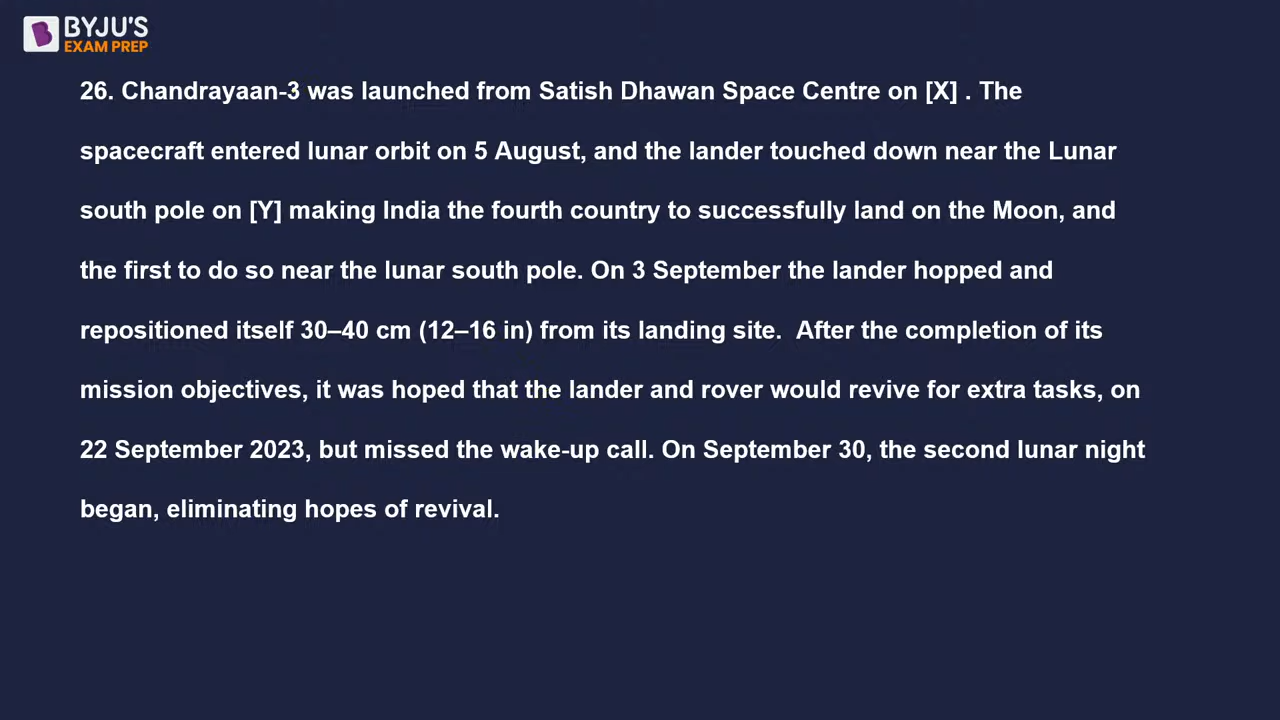 BYJU'S
EXAM PREP
26. Chandrayaan-3 was launched from Satish Dhawan Space Centre on [X] . The
spacecraft entered lunar orbit on 5 August, and the lander touched down near the Lunar
south pole on [Y] making India the fourth country to successfully land on the Moon, and
the first to do so near the lunar south pole. On 3 September the lander hopped and
repositioned itself 30–40 cm (12–16 in) from its landing site.  After the completion of its
mission objectives, it was hoped that the lander and rover would revive for extra tasks, on
22 September 2023, but missed the wake-up call. On September 30, the second lunar night
began, eliminating hopes of revival.